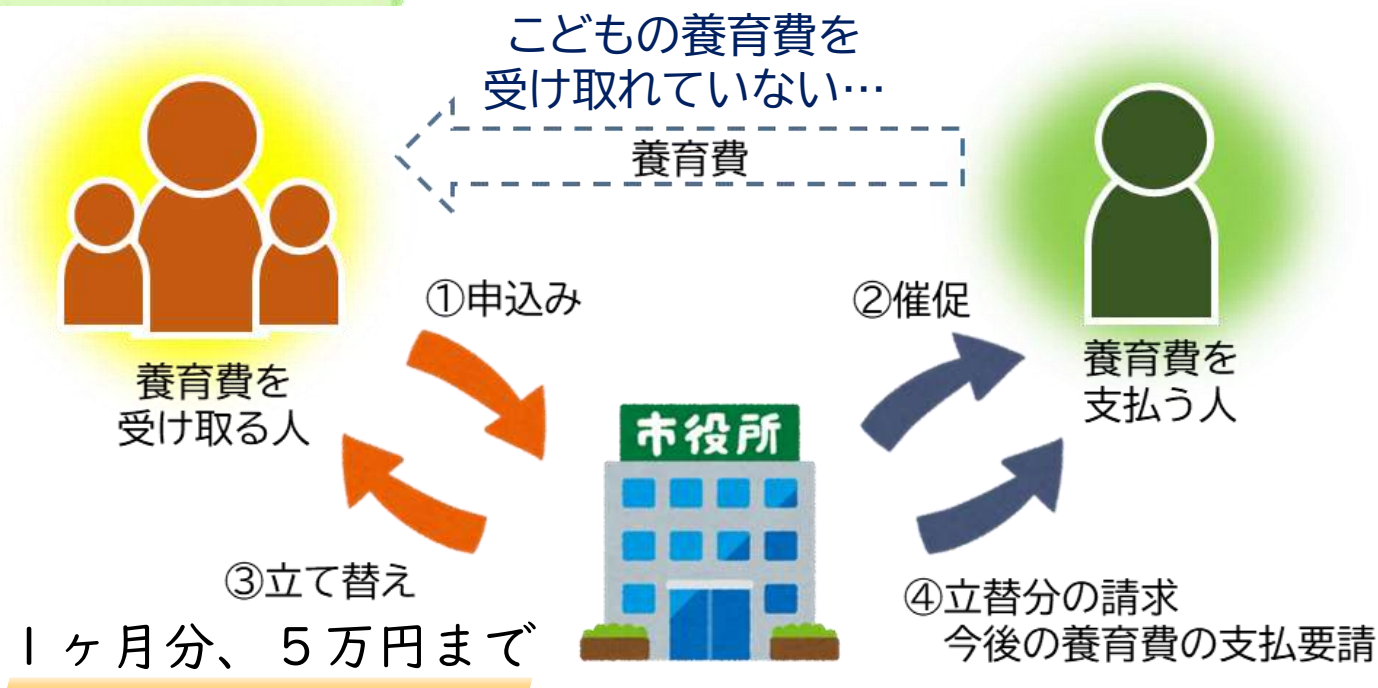 こどもの養育費を
受け取れていない…
養育費
①申込み
②催促
養育費を
受け取る人
養育費を
支払う人
市役所
③立て替え
1ヶ月分、5万円まで
④立替分の請求
今後の養育費の支払要請